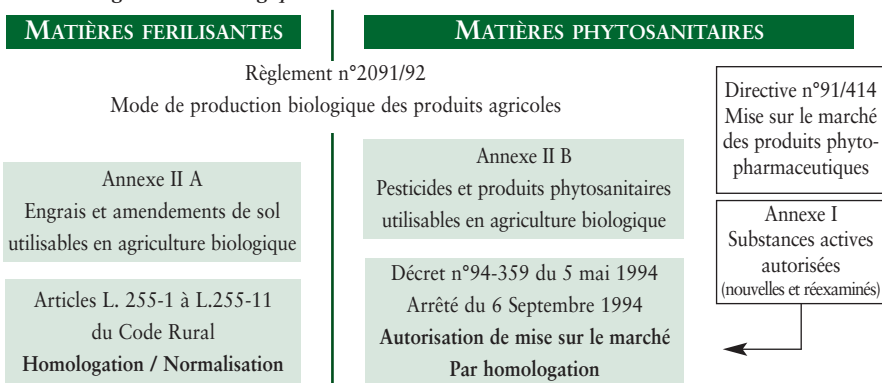 MATIÈRES FERILISANTES
MATIÈRES PHYTOSANITAIRES
Règlement n°2091/92
Mode de production biologique des produits agricoles
Directive n°91/414
Mise sur le marché
des produits phyto-
pharmaceutiques
Annexe II A
Engrais et amendements de sol
utilisables en agriculture biologique
Annexe II B
Pesticides et produits phytosanitaires
utilisables en agriculture biologique
Annexe I
Substances actives
autorisées
(nouvelles et réexaminés)
Articles L. 255-1 à L.255-11
du Code Rural
Homologation / Normalisation
Décret n°94-359 du 5 mai 1994
Arrêté du 6 Septembre 1994
Autorisation de mise sur le marché
Par homologation